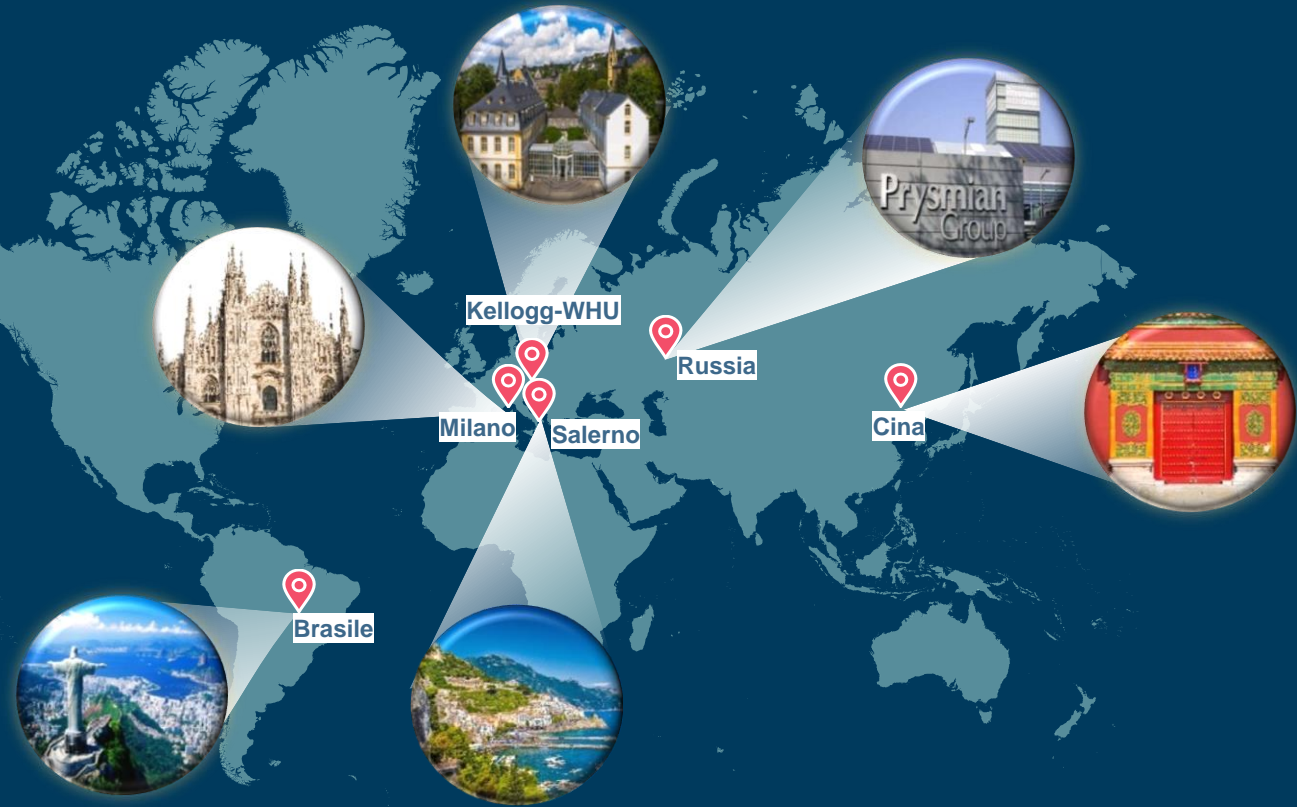 Prysmian
Group
Kellogg-WHU
Russia
Cina
Milano
Salerno
Brasile